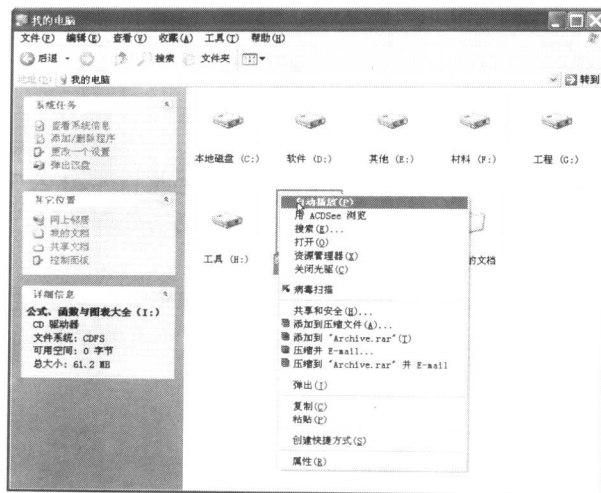 我的电脑
文件(F) 编辑(E) 查看(V) 收藏(A) 工具(T) 帮助(H)
后退 搜索 文件夹
地址(D) 我的电脑 转到
系统任务
查看系统信息
添加/删除程序
更改一个设置
弹出该盘
其它位置
网上邻居
我的文档
共享文档
控制面板
详细信息
公式、函数与图表大全 (I:)
CD 驱动器
文件系统: CDFS
可用空间: 0 字节
总大小: 61.2 MB
本地磁盘 (C:) 软件 (D:) 其他 (E:) 材料 (F:) 工程 (G:)
工具 (H:) 的文档
自动播放(P)
用 ACDSee 浏览
搜索(E)...
打开(O)
资源管理器(X)
关闭光驱(C)
病毒扫描
共享和安全(H)...
添加到压缩文件(A)...
添加到 "Archive.rar"(T)
压缩并 E-mail...
压缩到 "Archive.rar" 并 E-mail
弹出(J)
复制(C)
粘贴(P)
创建快捷方式(S)
属性(R)